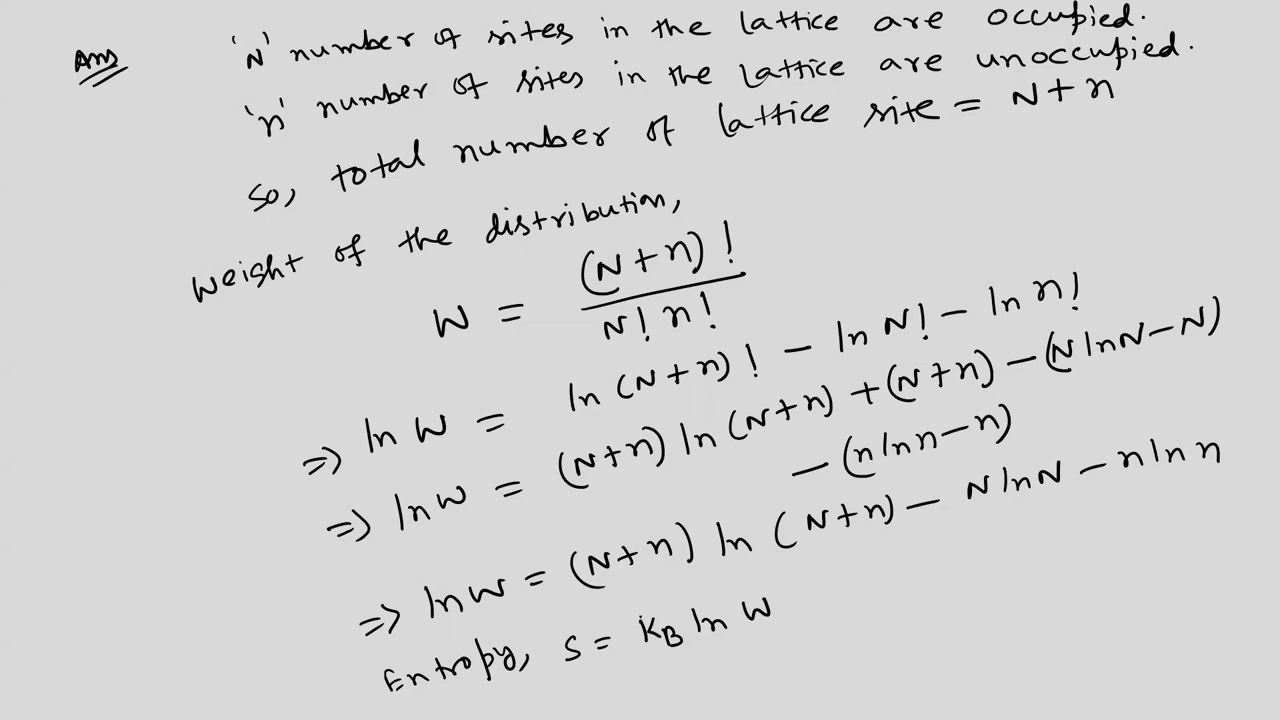 Ans 'N' number of sites in the lattice are occupied.
'n' number of sites in the lattice are unoccupied.
so, total number of lattice site = N + n
Weight of the distribution,
W = (N + n)! / N! n!
⇒ ln W = ln (N + n)! − ln N! − ln n!
⇒ ln W = (N+n) ln (N+n) + (N+n) − (N ln N − N)
− (n ln n − n)
⇒ ln W = (N + n) ln (N+n) − N ln N − n ln n
Entropy, S = KB ln W